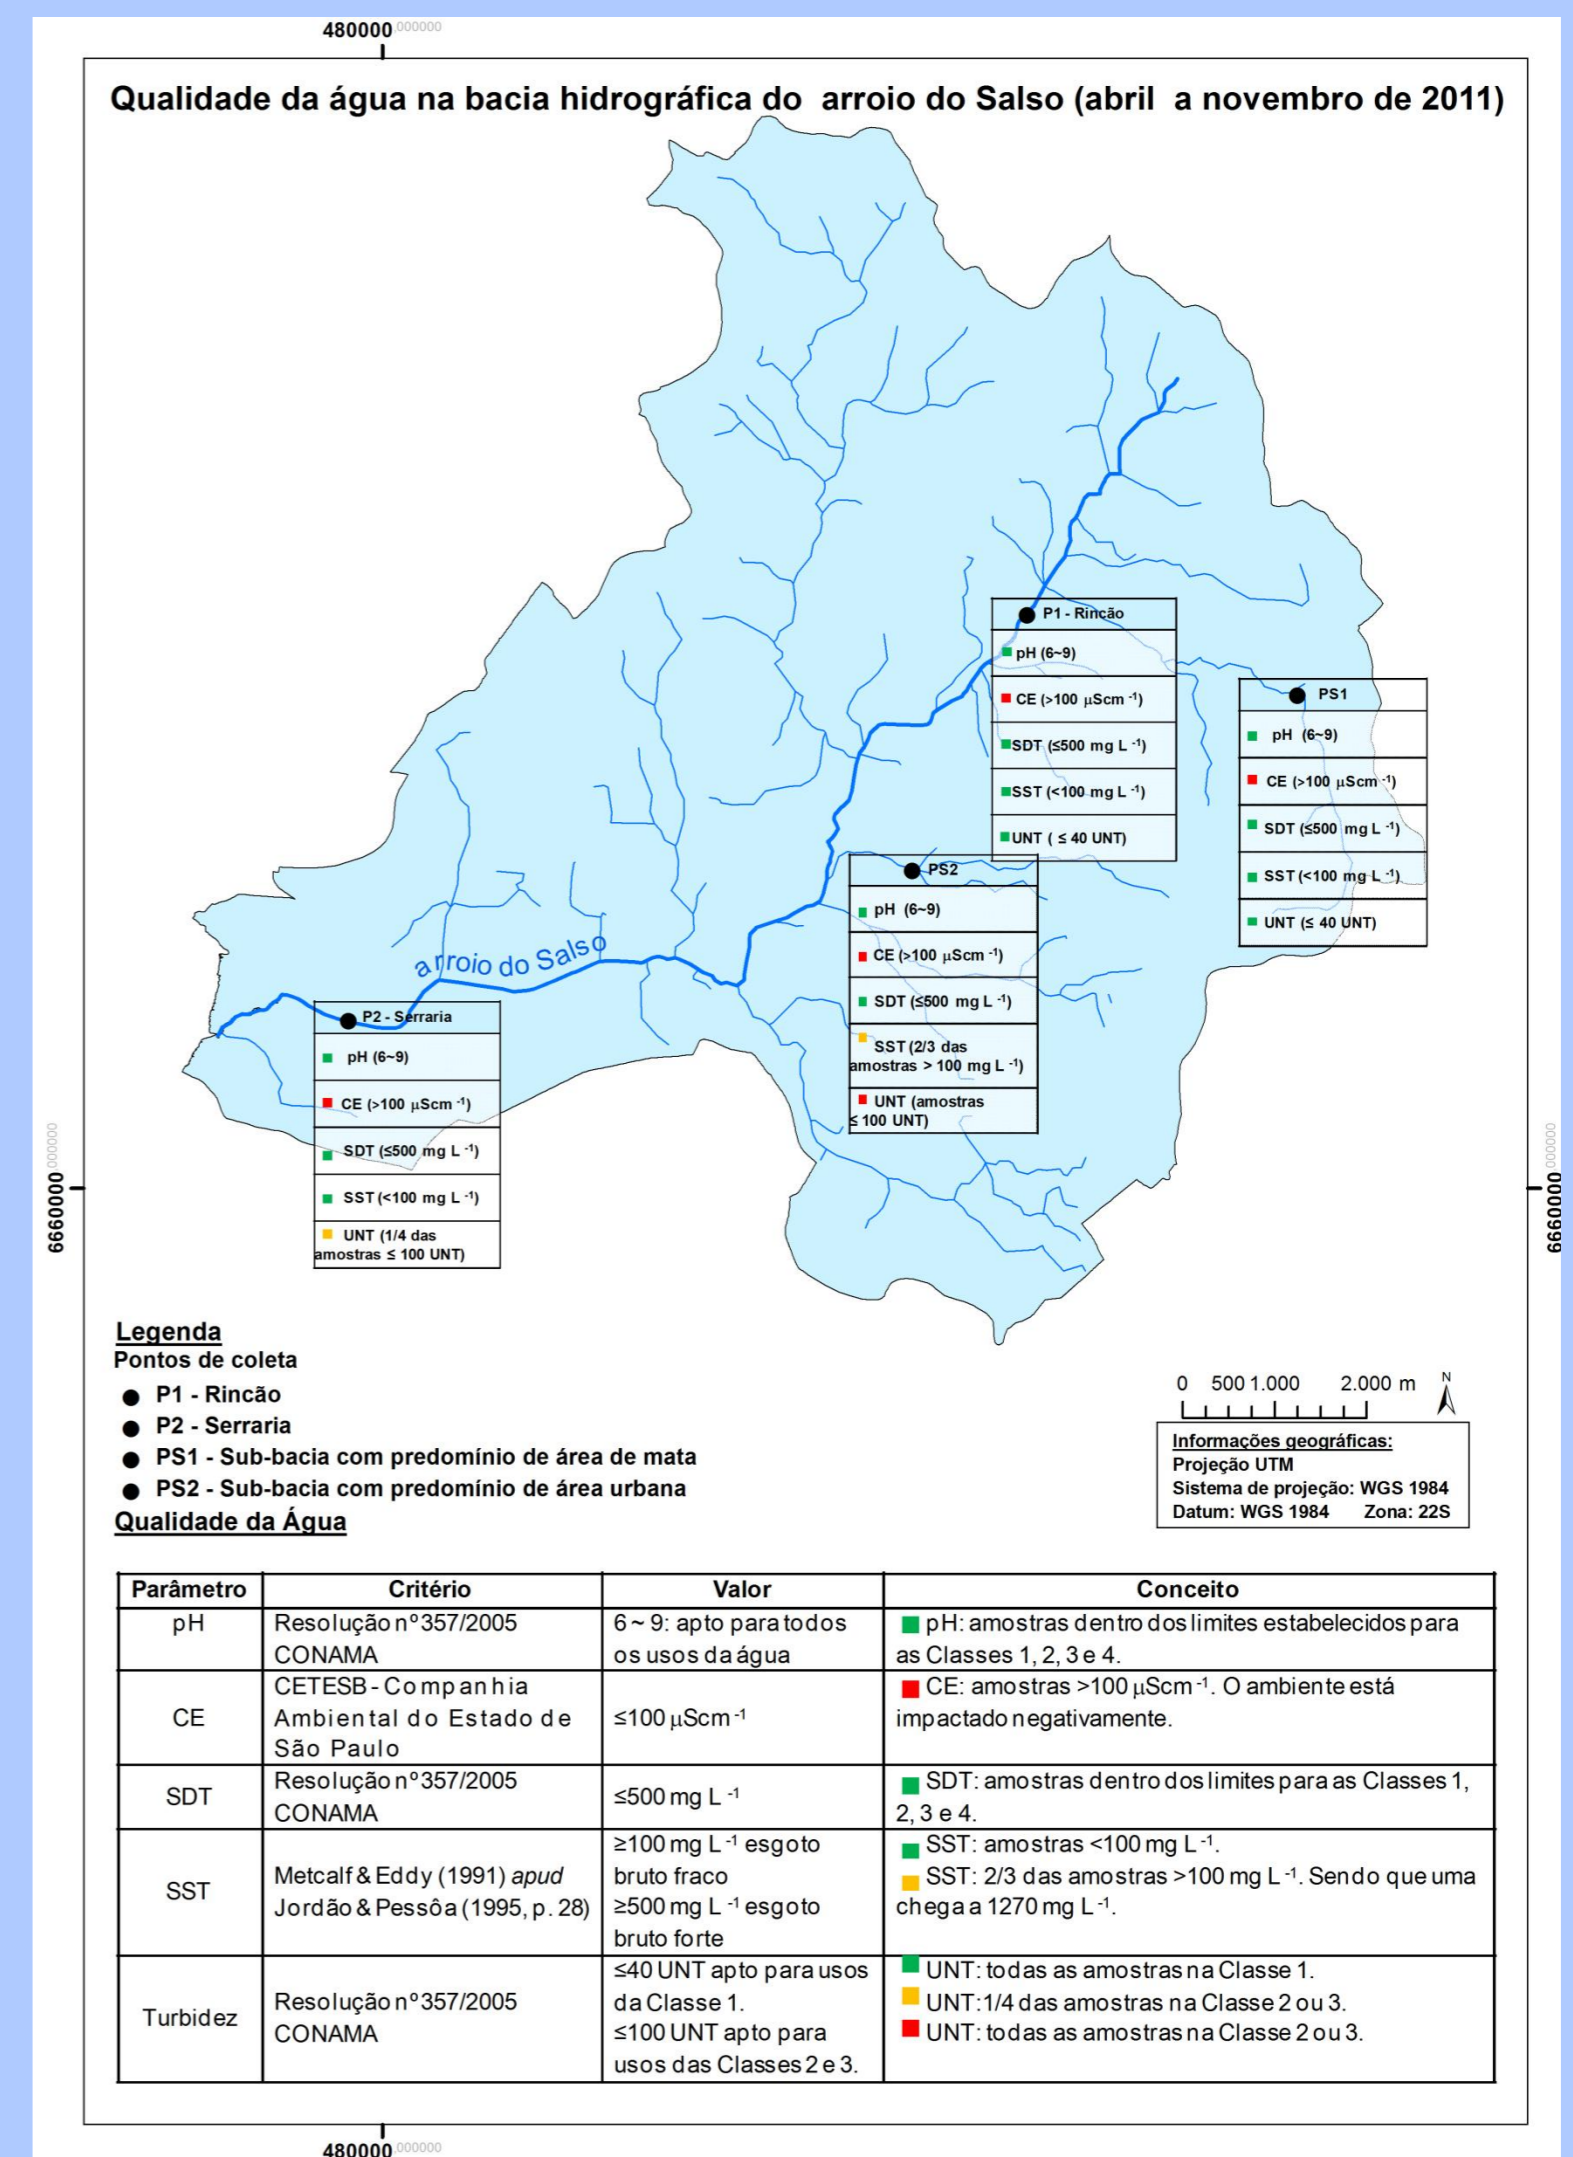 480000,000000
Qualidade da água na bacia hidrográfica do arroio do Salso (abril a novembro de 2011)
P1 - Rincão
pH (6~9)
CE (>100 µScm -1)
SDT (≤500 mg L -1)
SST (<100 mg L -1)
UNT ( ≤ 40 UNT)
PS1
pH (6~9)
CE (>100 µScm -1)
SDT (≤500 mg L -1)
SST (<100 mg L -1)
UNT (≤ 40 UNT)
PS2
pH (6~9)
CE (>100 µScm -1)
SDT (≤500 mg L -1)
SST (2/3 das
amostras > 100 mg L -1)
UNT (amostras
≤ 100 UNT)
arroio do Salso
P2 - Serraria
pH (6~9)
CE (>100 µScm -1)
SDT (≤500 mg L -1)
SST (<100 mg L -1)
UNT (1/4 das
amostras ≤ 100 UNT)
6660000,000000
6660000,000000
Legenda
Pontos de coleta
P1 - Rincão
P2 - Serraria
PS1 - Sub-bacia com predomínio de área de mata
PS2 - Sub-bacia com predomínio de área urbana
0 500 1.000 2.000 m
N
Informações geográficas:
Projeção UTM
Sistema de projeção: WGS 1984
Datum: WGS 1984 Zona: 22S
Qualidade da Água
Parâmetro Critério Valor Conceito
pH
Resolução nº 357/2005
CONAMA
6 ~ 9: apto para todos
os usos da água
pH: amostras dentro dos limites estabelecidos para
as Classes 1, 2, 3 e 4.
CE
CETESB - Companhia
Ambiental do Estado de
São Paulo
≤100 µScm -1
CE: amostras >100 µScm -1. O ambiente está
impactado negativamente.
SDT
Resolução nº 357/2005
CONAMA
≤500 mg L -1
SDT: amostras dentro dos limites para as Classes 1,
2, 3 e 4.
SST
Metcalf & Eddy (1991) apud
Jordão & Pessôa (1995, p. 28)
≥100 mg L -1 esgoto
bruto fraco
≥500 mg L -1 esgoto
bruto forte
SST: amostras <100 mg L -1.
SST: 2/3 das amostras >100 mg L -1. Sendo que uma
chega a 1270 mg L -1.
Turbidez
Resolução nº 357/2005
CONAMA
≤40 UNT apto para usos
da Classe 1.
≤100 UNT apto para
usos das Classes 2 e 3.
UNT: todas as amostras na Classe 1.
UNT:1/4 das amostras na Classe 2 ou 3.
UNT: todas as amostras na Classe 2 ou 3.
480000,000000